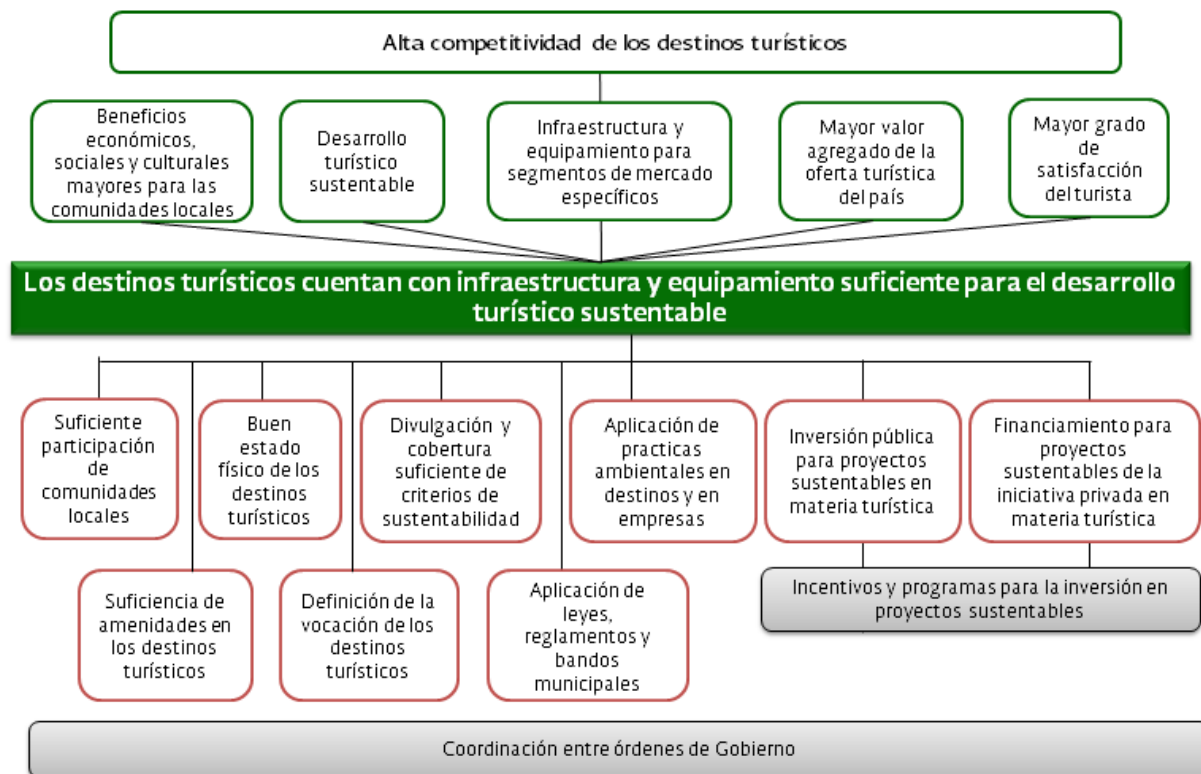 Alta competitividad de los destinos turísticos
Beneficios
económicos,
sociales y culturales
mayores para las
comunidades locales
Desarrollo
turístico
sustentable
Infraestructura y
equipamiento para
segmentos de mercado
específicos
Mayor valor
agregado de la
oferta turística
del país
Mayor grado
de
satisfacción
del turista
Los destinos turísticos cuentan con infraestructura y equipamiento suficiente para el desarrollo
turístico sustentable
Suficiente
participación
de
comunidades
locales
Buen
estado
físico de los
destinos
turísticos
Divulgación y
cobertura
suficiente de
criterios de
sustentabilidad
Aplicación de
practicas
ambientales en
destinos y en
empresas
Inversión pública
para proyectos
sustentables en
materia turística
Financiamiento para
proyectos
sustentables de la
iniciativa privada en
materia turística
Suficiencia de
amenidades en
los destinos
turísticos
Definición de la
vocación de los
destinos
turísticos
Aplicación de
leyes,
reglamentos y
bandos
municipales
Incentivos y programas para la inversión en
proyectos sustentables
Coordinación entre órdenes de Gobierno